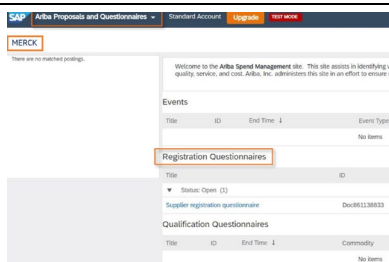 SAP Ariba Proposals and Questionnaires Standard Account Upgrade TEST MODE
MERCK
There are no matched postings.
Welcome to the Ariba Spend Management site. This site assists in identifying
quality, service, and cost. Ariba, Inc. administers this site in an effort to ensure
Events
Title ID End Time ↓ Event Type
No items
Registration Questionnaires
Title ID
▼ Status: Open (1)
Supplier registration questionnaire Doc861138633
Qualification Questionnaires
Title ID End Time ↓ Commodity
No items